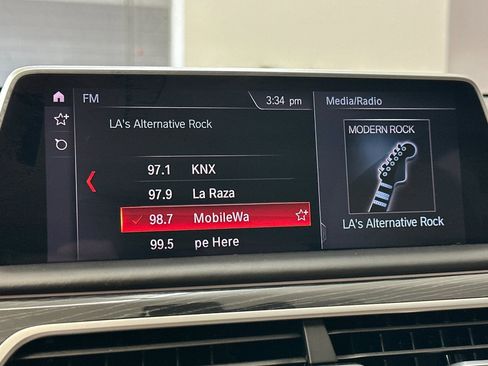 FM
3:34 pm
Media/Radio
LA's Alternative Rock
97.1 KNX
97.9 La Raza
98.7 MobileWa
99.5 pe Here
MODERN ROCK
LA's Alternative Rock